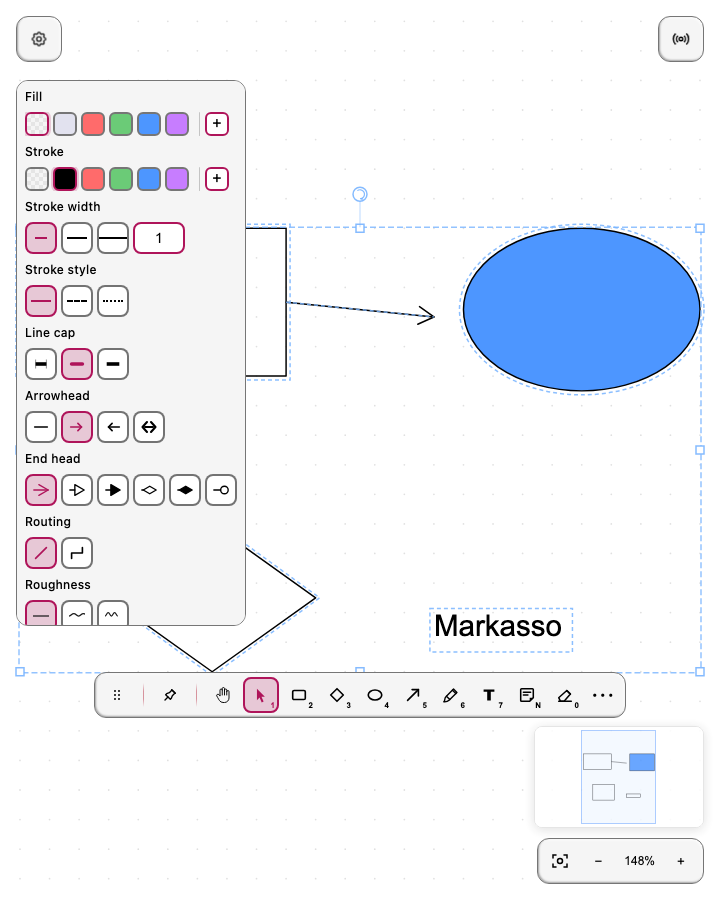 Fill
+
Stroke
+
Stroke width
1
Stroke style
Line cap
Arrowhead
End head
Routing
Roughness
Markasso
1 2 3 4 5 6 T 7 N 0
− 148% +